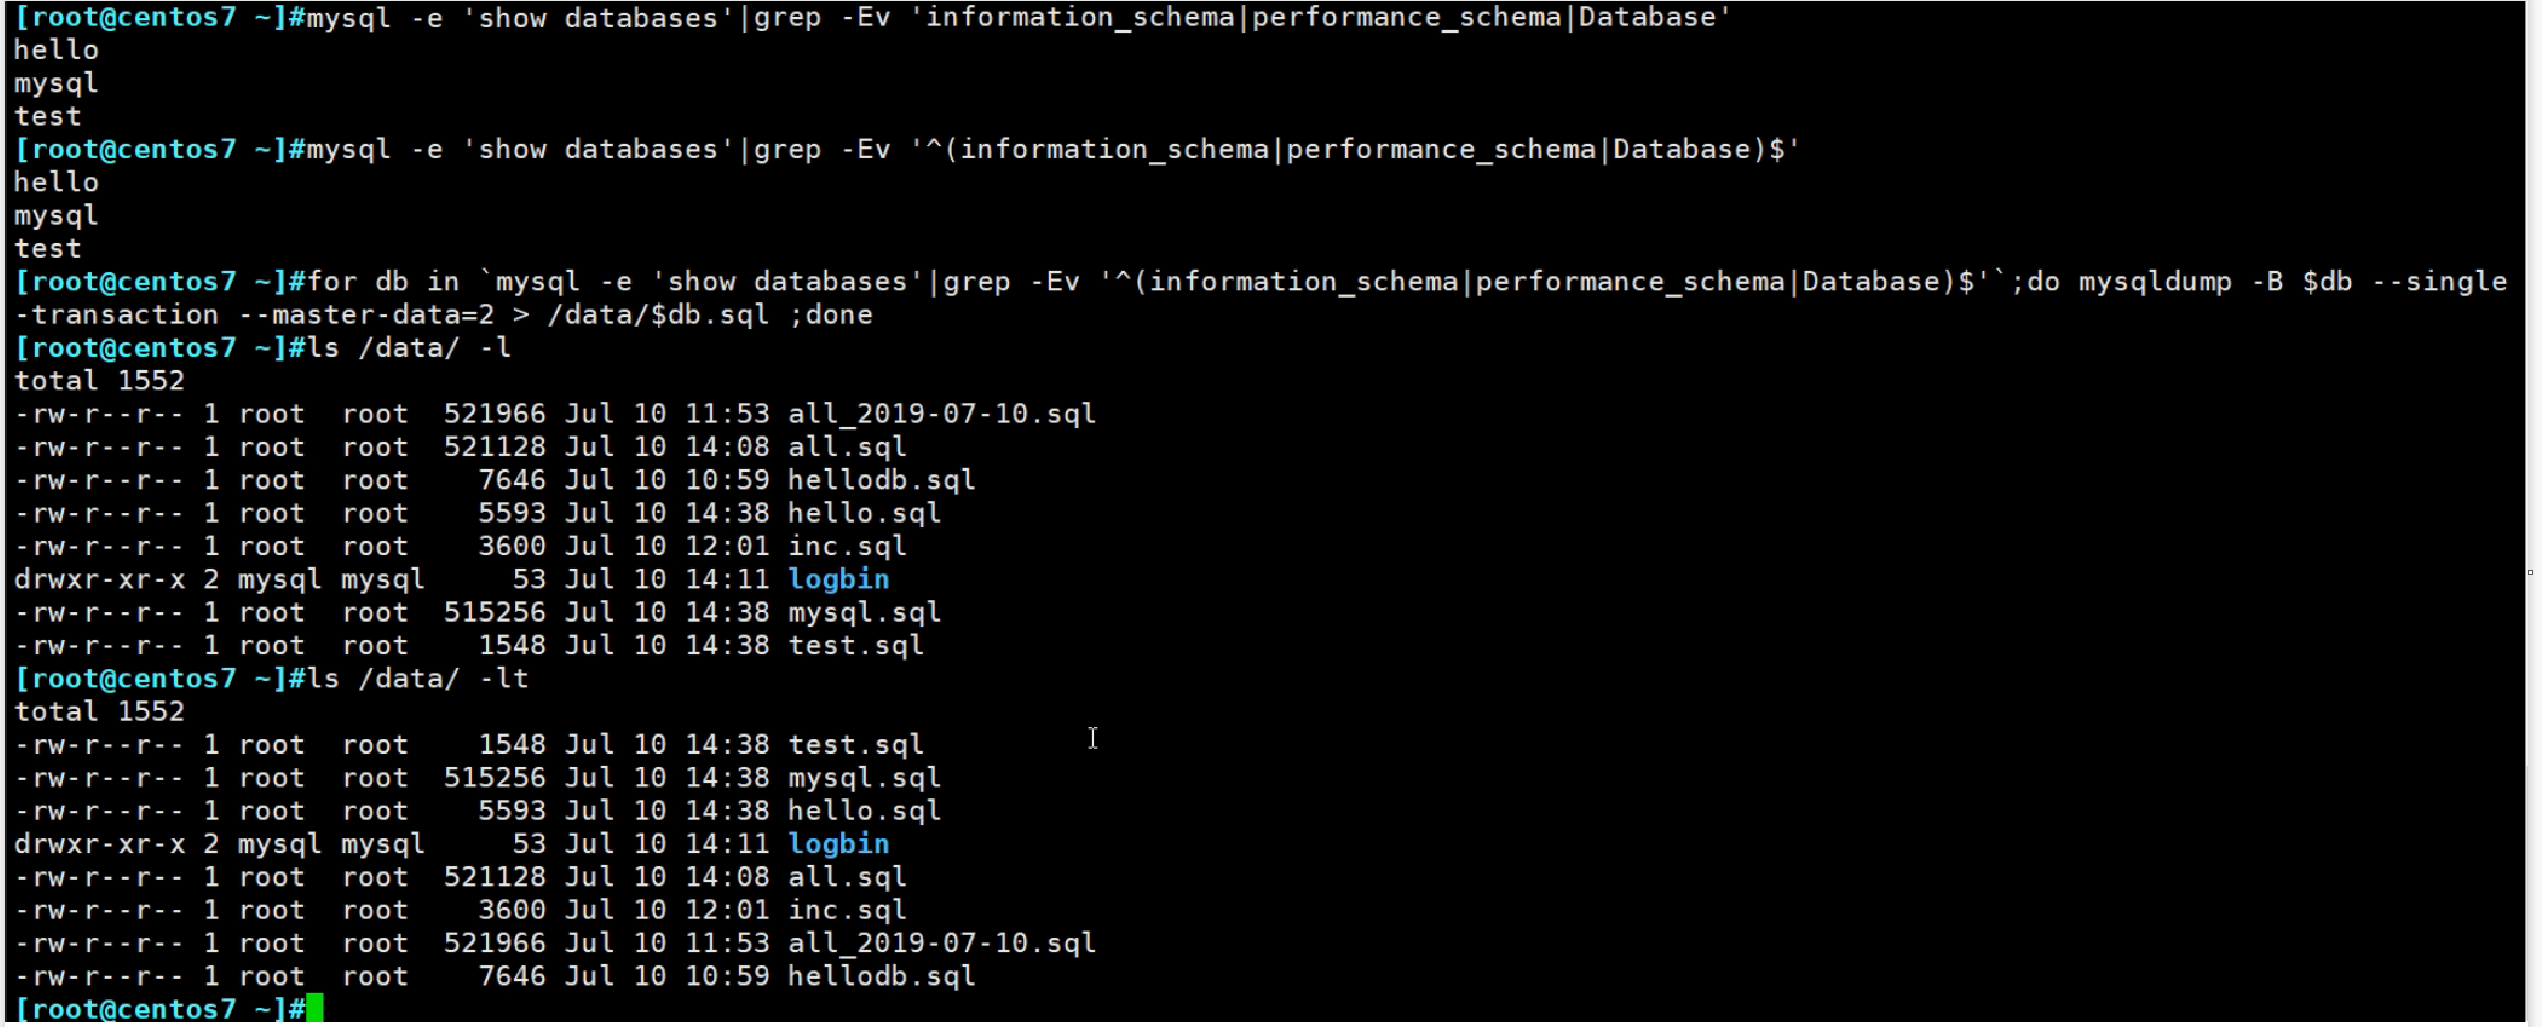 [root@centos7 ~]#mysql -e 'show databases'|grep -Ev 'information_schema|performance_schema|Database'
hello
mysql
test
[root@centos7 ~]#mysql -e 'show databases'|grep -Ev '^(information_schema|performance_schema|Database)$'
hello
mysql
test
[root@centos7 ~]#for db in `mysql -e 'show databases'|grep -Ev '^(information_schema|performance_schema|Database)$'`;do mysqldump -B $db --single
-transaction --master-data=2 > /data/$db.sql ;done
[root@centos7 ~]#ls /data/ -l
total 1552
-rw-r--r-- 1 root  root  521966 Jul 10 11:53 all_2019-07-10.sql
-rw-r--r-- 1 root  root  521128 Jul 10 14:08 all.sql
-rw-r--r-- 1 root  root    7646 Jul 10 10:59 hellodb.sql
-rw-r--r-- 1 root  root    5593 Jul 10 14:38 hello.sql
-rw-r--r-- 1 root  root    3600 Jul 10 12:01 inc.sql
drwxr-xr-x 2 mysql mysql     53 Jul 10 14:11 logbin
-rw-r--r-- 1 root  root  515256 Jul 10 14:38 mysql.sql
-rw-r--r-- 1 root  root    1548 Jul 10 14:38 test.sql
[root@centos7 ~]#ls /data/ -lt
total 1552
-rw-r--r-- 1 root  root    1548 Jul 10 14:38 test.sql
-rw-r--r-- 1 root  root  515256 Jul 10 14:38 mysql.sql
-rw-r--r-- 1 root  root    5593 Jul 10 14:38 hello.sql
drwxr-xr-x 2 mysql mysql     53 Jul 10 14:11 logbin
-rw-r--r-- 1 root  root  521128 Jul 10 14:08 all.sql
-rw-r--r-- 1 root  root    3600 Jul 10 12:01 inc.sql
-rw-r--r-- 1 root  root  521966 Jul 10 11:53 all_2019-07-10.sql
-rw-r--r-- 1 root  root    7646 Jul 10 10:59 hellodb.sql
[root@centos7 ~]#